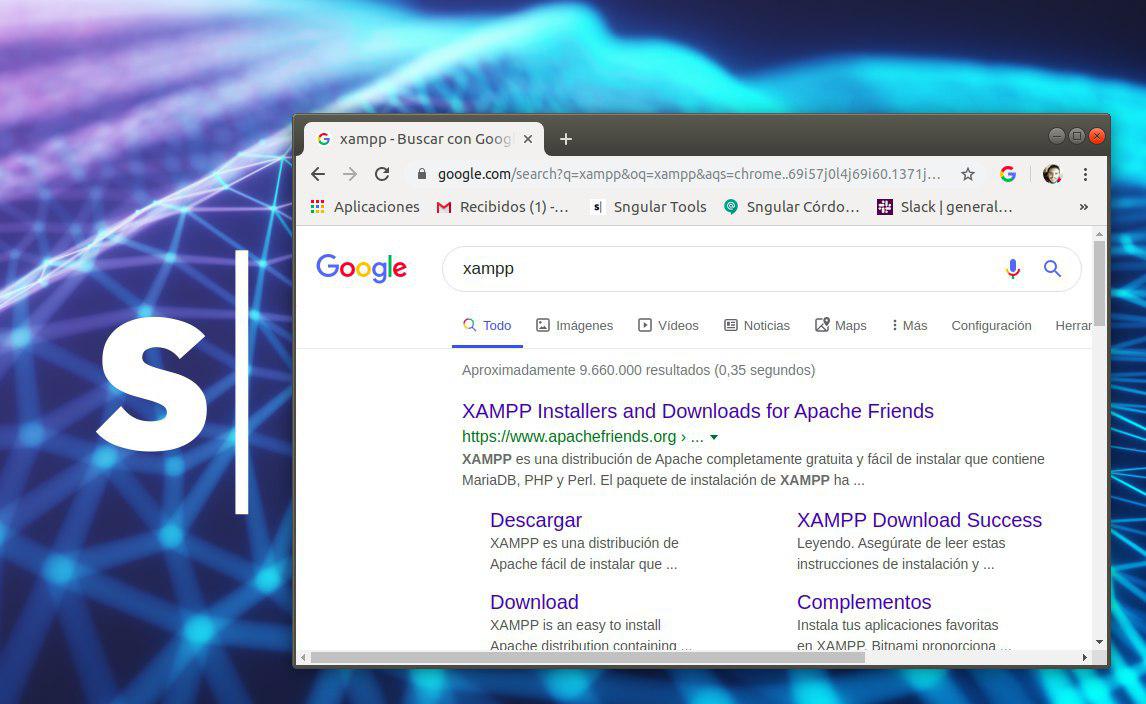 xampp - Buscar con Goog
google.com/search?q=xampp&oq=xampp&aqs=chrome..69i57j0l4j69i60.1371j...
Aplicaciones
Recibidos (1) -...
s| Sngular Tools
Sngular Córdo...
Slack | general...
»
Google
xampp
Todo
Imágenes
Vídeos
Noticias
Maps
Más
Configuración
Herrar
Aproximadamente 9.660.000 resultados (0,35 segundos)
XAMPP Installers and Downloads for Apache Friends
https://www.apachefriends.org › ...
XAMPP es una distribución de Apache completamente gratuita y fácil de instalar que contiene
MariaDB, PHP y Perl. El paquete de instalación de XAMPP ha ...
Descargar
XAMPP es una distribución de
Apache fácil de instalar que ...
XAMPP Download Success
Leyendo. Asegúrate de leer estas
instrucciones de instalación y ...
Download
XAMPP is an easy to install
Apache distribution containing ...
Complementos
Instala tus aplicaciones favoritas
en XAMPP. Bitnami proporciona ...
s|